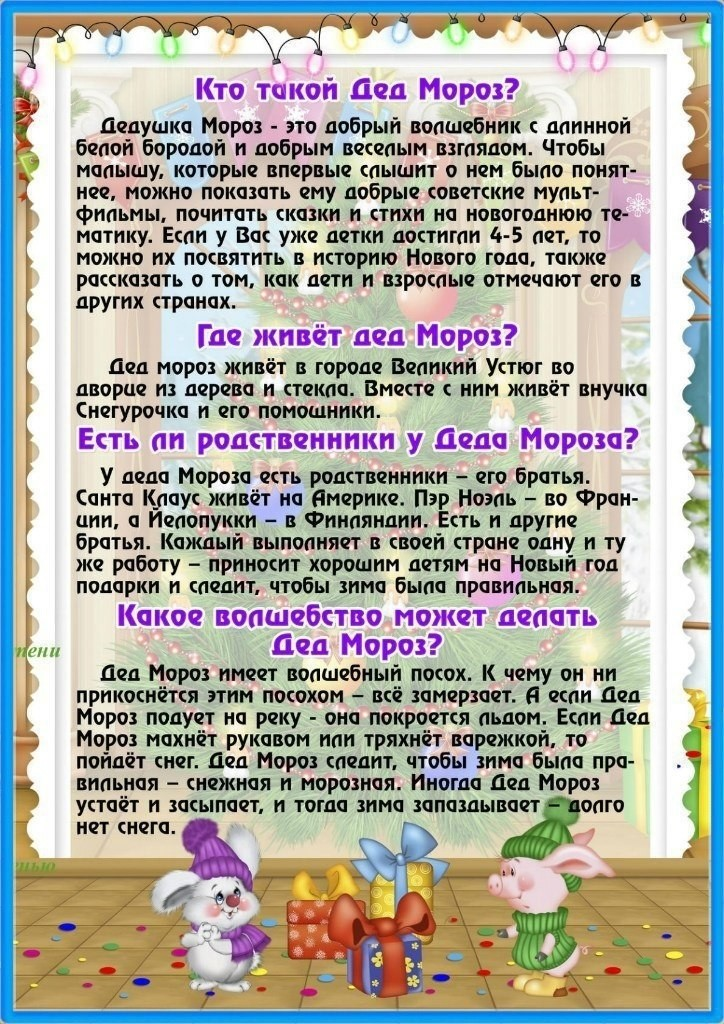 Кто такой Дед Мороз?
Дедушка Мороз - это добрый волшебник с длинной
белой бородой и добрым веселым взглядом. Чтобы
малышу, которые впервые слышит о нем было понят-
нее, можно показать ему добрые советские мульт-
фильмы, почитать сказки и стихи на новогоднюю те-
матику. Если у Вас уже детки достигли 4-5 лет, то
можно их посвятить в историю Нового года, также
рассказать о том, как дети и взрослые отмечают его в
других странах.
Где живёт дед Мороз?
Дед мороз живёт в городе Великий Устюг во
дворце из дерева и стекла. Вместе с ним живёт внучка
Снегурочка и его помощники.
Есть ли родственники у Деда Мороза?
У деда Мороза есть родственники – его братья.
Санта Клаус живёт на Америке. Пэр Ноэль – во Фран-
ции, а Йелопукки – в Финляндии. Есть и другие
братья. Каждый выполняет в своей стране одну и ту
же работу – приносит хорошим детям на Новый год
подарки и следит, чтобы зима была правильная.
Какое волшебство может делать
Дед Мороз?
тени
Дед Мороз имеет волшебный посох. К чему он ни
прикоснётся этим посохом – всё замерзает. А если Дед
Мороз подует на реку - она покроется льдом. Если Дед
Мороз махнёт рукавом или тряхнёт варежкой, то
пойдёт снег. Дед Мороз следит, чтобы зима была пра-
вильная – снежная и морозная. Иногда Дед Мороз
устаёт и засыпает, и тогда зима запаздывает – долго
нет снега.